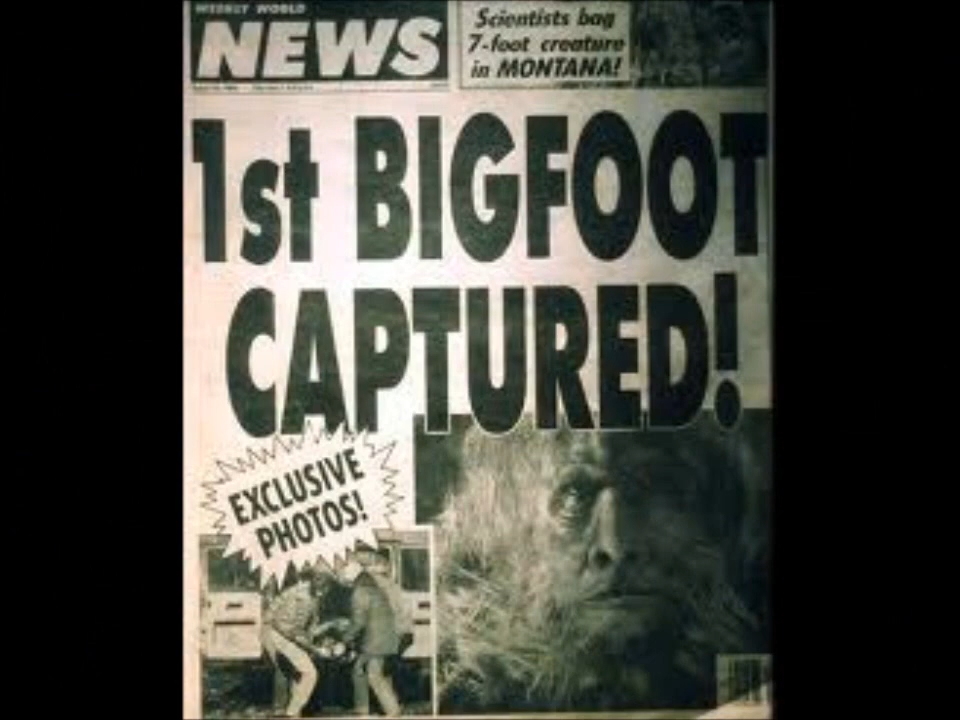 WEEKLY WORLD
NEWS
Scientists bag
7-foot creature
in MONTANA!
1st BIGFOOT
CAPTURED!
EXCLUSIVE
PHOTOS!